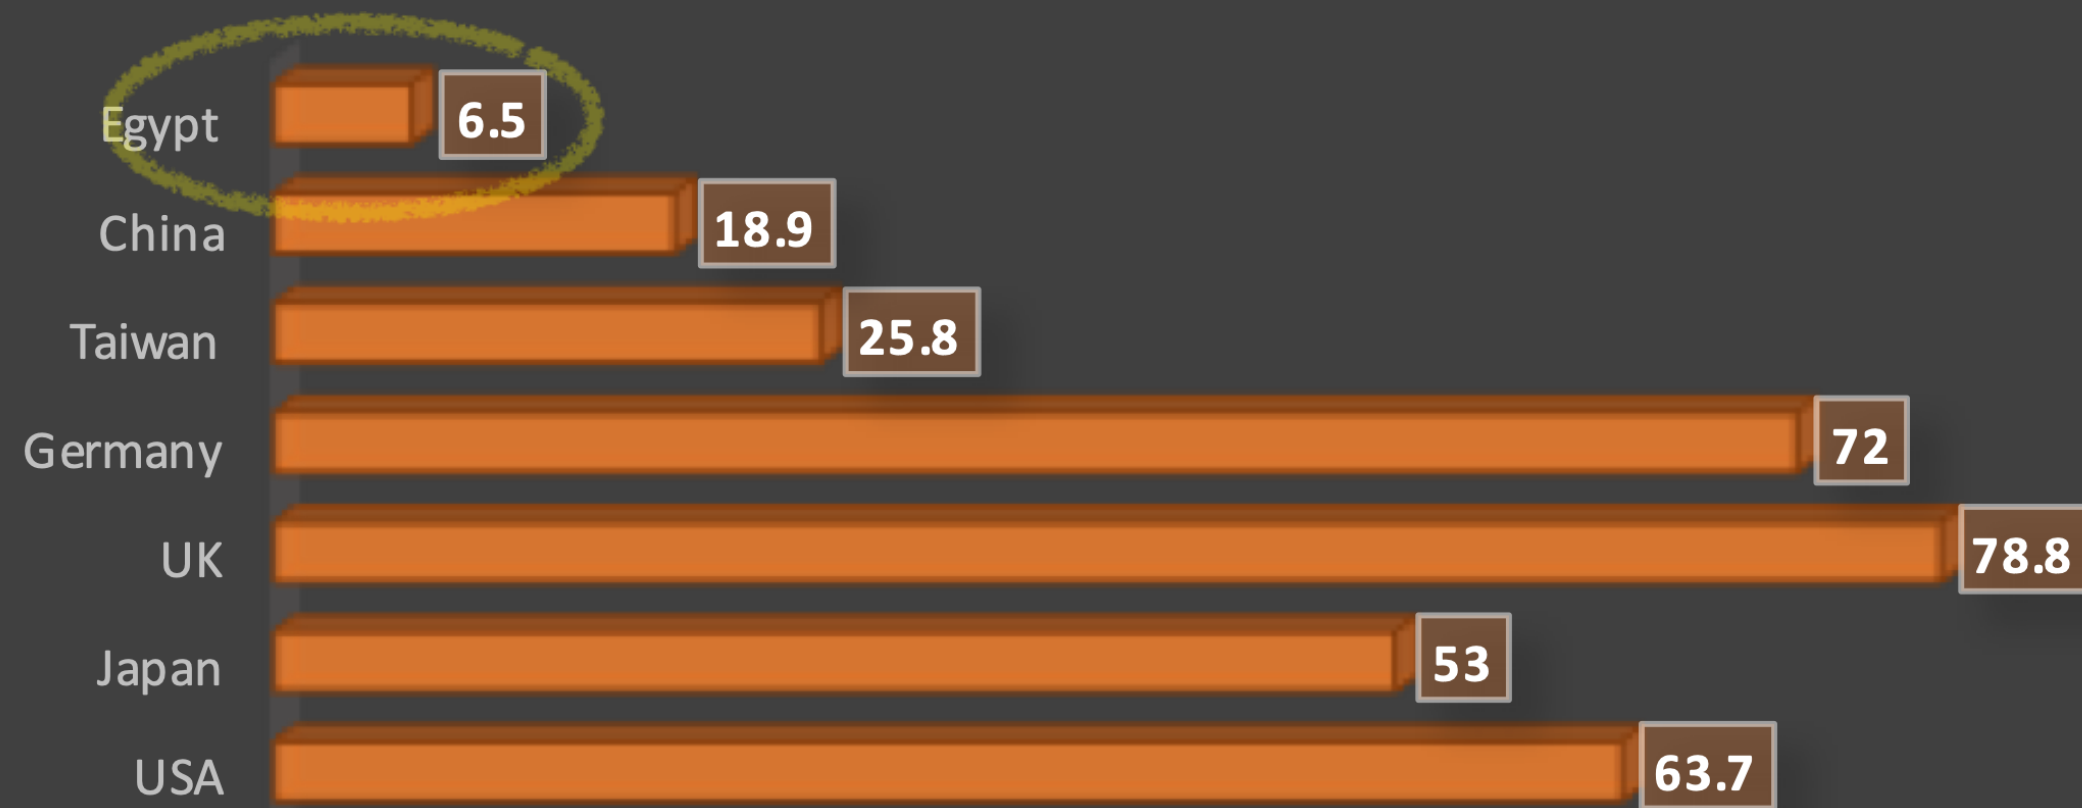 Egypt 6.5
China 18.9
Taiwan 25.8
Germany 72
UK 78.8
Japan 53
USA 63.7